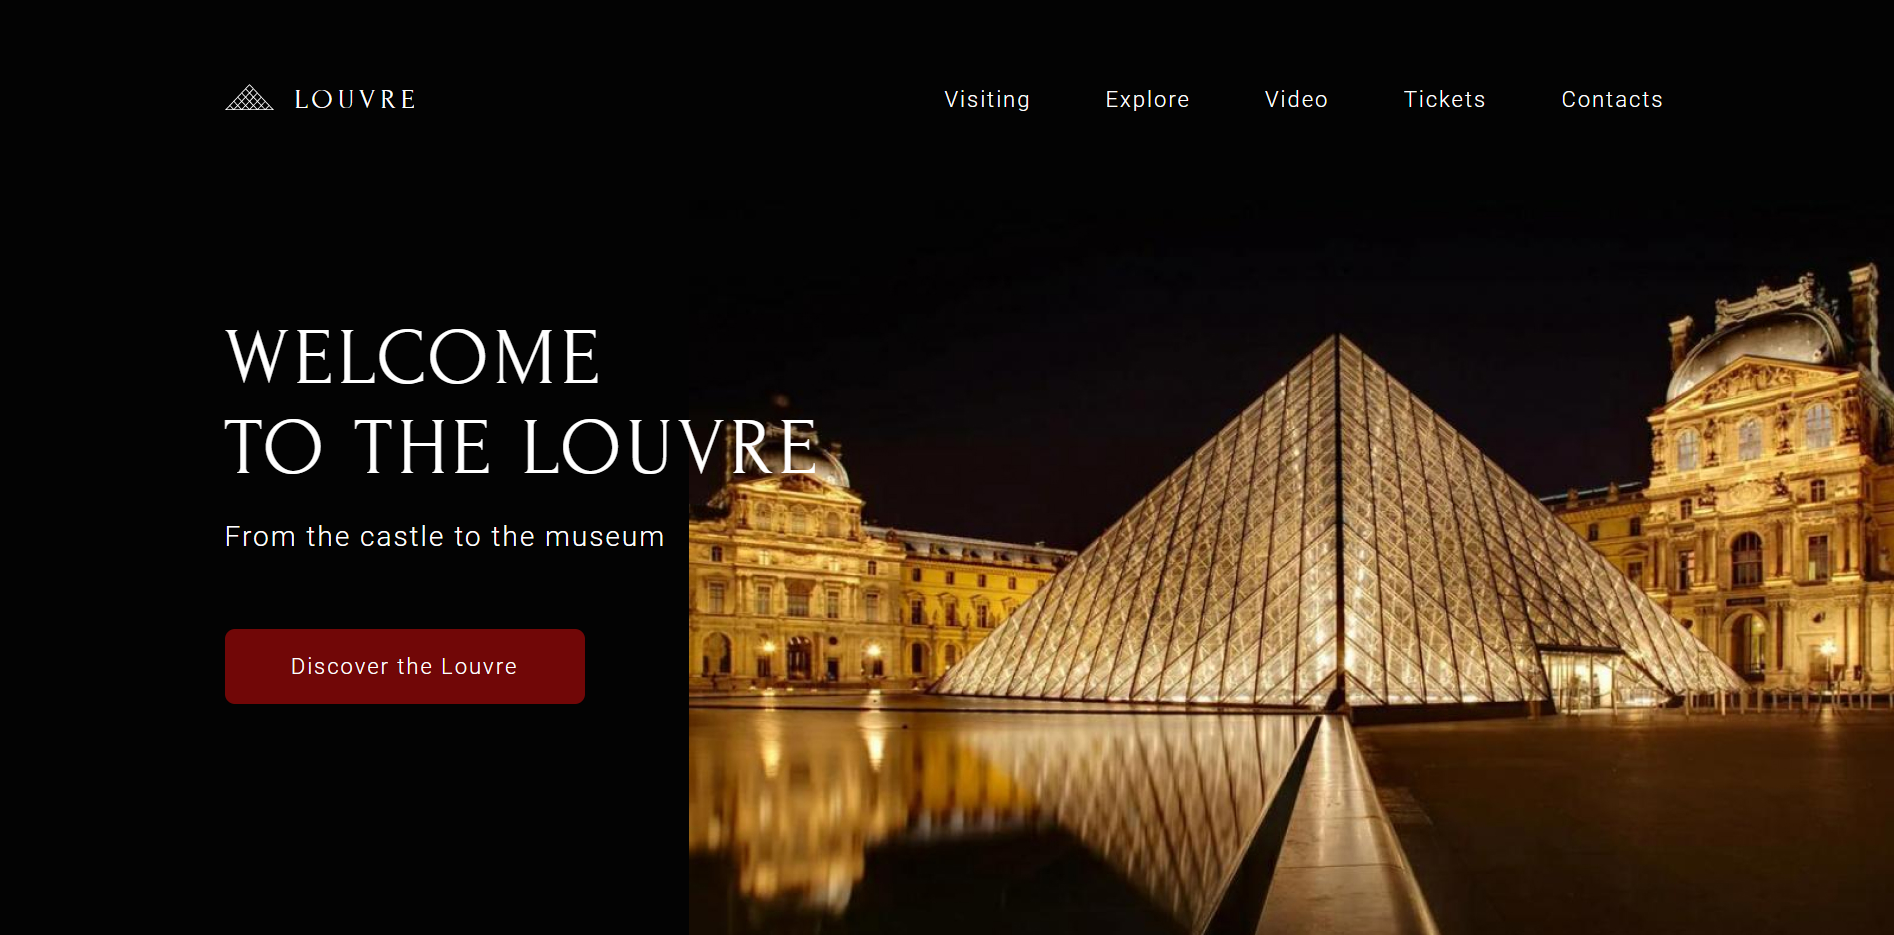 LOUVRE
Visiting Explore Video Tickets Contacts
WELCOME
TO THE LOUVRE
From the castle to the museum
Discover the Louvre